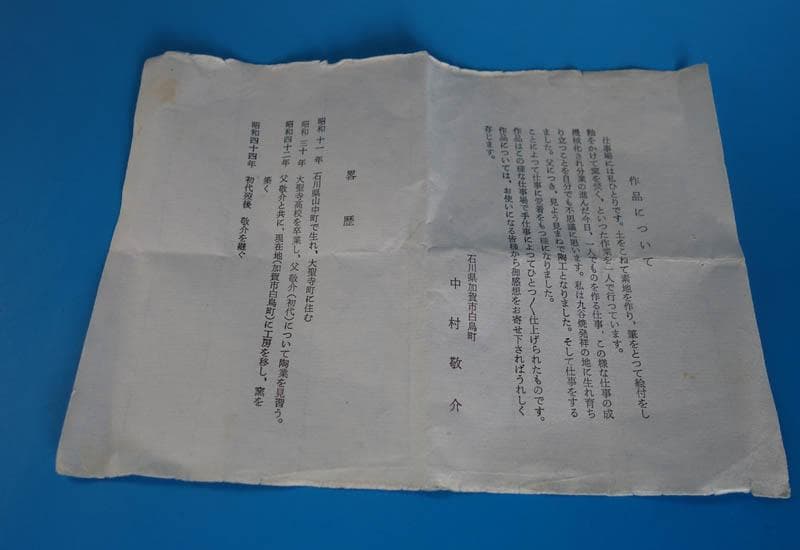 作品について
仕事場には私ひとりです。土をこねて素地を作り，筆をとつて絵付をし
釉をかけて窯を焚く，といつた作業を一人で行つています。
機械化され分業の進んだ今日，一人でものを作る仕事，この様な仕事の成
り立つことを自分でも不思議に思います。私は九谷焼発祥の地に生れ育ち
ました。父につき，見よう見まねで陶工となりました。そして仕事をする
ことによつて仕事に愛着をもつ様になりました。
作品はこの様な仕事場で手仕事によつてひとつ〱仕上げられたものです。
作品については，お使いになる皆様から御感想をお寄せ下さればうれしく
存じます。
石川県加賀市白鳥町
中村敬介
畧歴
昭和十一年 石川県山中町で生れ，大聖寺町に住む
昭和三十年 大聖寺高校を卒業し，父 敬介（初代）について陶業を見習う。
昭和四十二年 父 敬介と共に，現在地（加賀市白鳥町）に工房を移し，窯を
築く
昭和四十四年 初代歿後 敬介を継ぐ